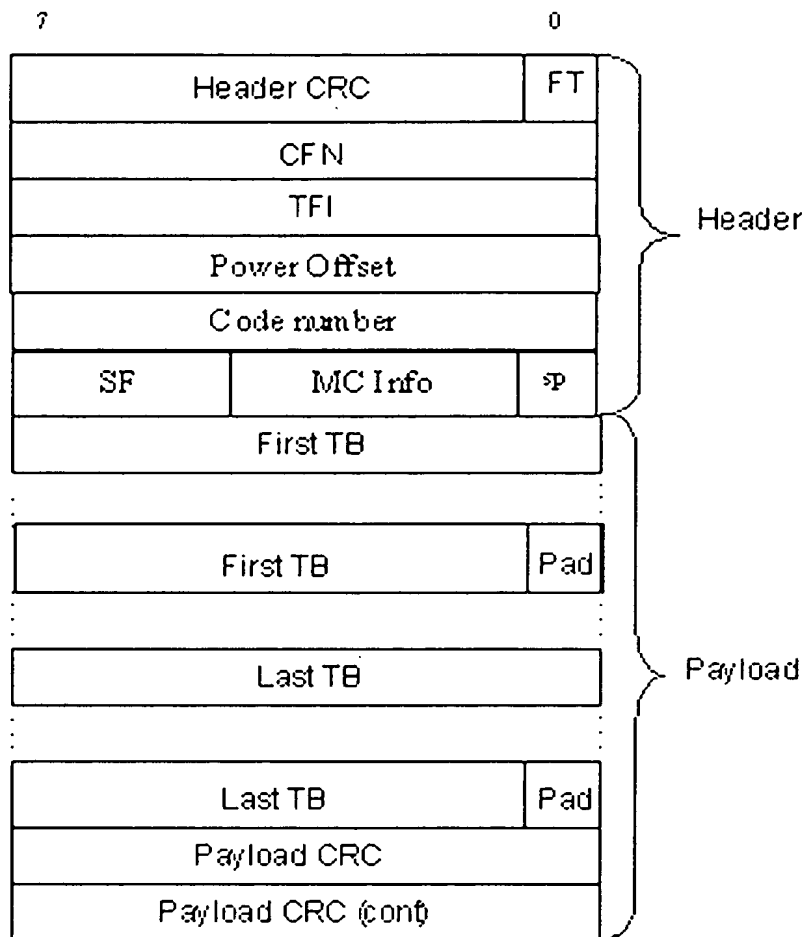 7 0
Header CRC FT
CFN
TFI
Power Offset
Code number
SF MC Info sp
Header
First TB
First TB Pad
Last TB
Payload
Last TB Pad
Payload CRC
Payload CRC (cont)